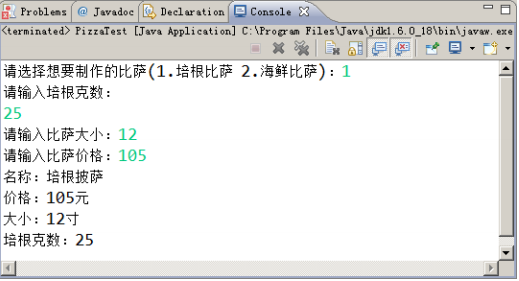 Problems @ Javadoc Declaration Console
<terminated> PizzaTest [Java Application] C:\Program Files\Java\jdk1.6.0_18\bin\javaw.exe
请选择想要制作的比萨(1.培根比萨 2.海鲜比萨)：1
请输入培根克数：
25
请输入比萨大小：12
请输入比萨价格：105
名称：培根披萨
价格：105元
大小：12寸
培根克数：25